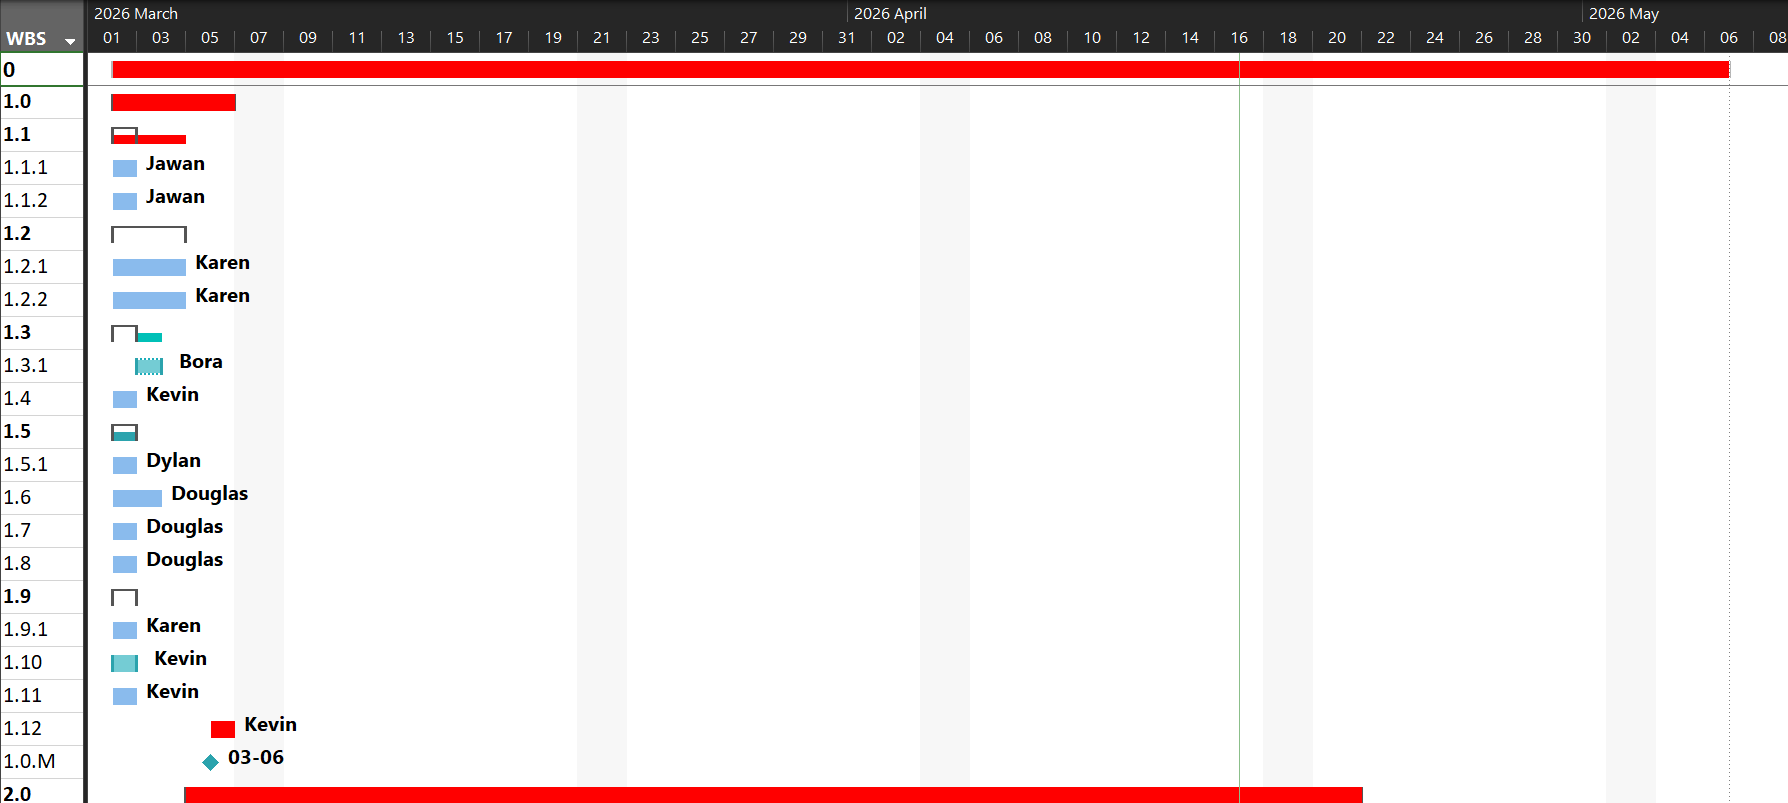 2026 March 2026 April 2026 May
WBS 01 03 05 07 09 11 13 15 17 19 21 23 25 27 29 31 02 04 06 08 10 12 14 16 18 20 22 24 26 28 30 02 04 06 08
0
1.0
1.1
1.1.1 Jawan
1.1.2 Jawan
1.2
1.2.1 Karen
1.2.2 Karen
1.3
1.3.1 Bora
1.4 Kevin
1.5
1.5.1 Dylan
1.6 Douglas
1.7 Douglas
1.8 Douglas
1.9
1.9.1 Karen
1.10 Kevin
1.11 Kevin
1.12 Kevin
1.0.M 03-06
2.0